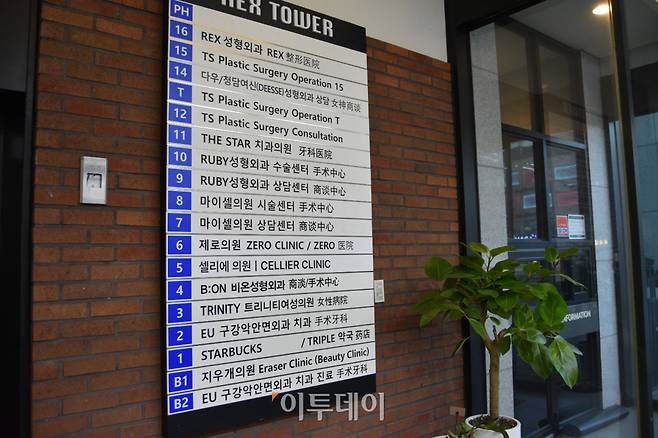 REX TOWER
PH
16 REX 성형외과 REX 整形医院
15 TS Plastic Surgery Operation 15
14 다우/청담여신(DEESSE)성형외과 상담 女神商谈
T TS Plastic Surgery Operation T
12 TS Plastic Surgery Consultation
11 THE STAR 치과의원 牙科医院
10 RUBY성형외과 수술센터 手术中心
9 RUBY성형외과 상담센터 商谈中心
8 마이셀의원 시술센터 手术中心
7 마이셀의원 상담센터 商谈中心
6 제로의원 ZERO CLINIC / ZERO 医院
5 셀리에 의원 | CELLIER CLINIC
4 B:ON 비온성형외과 商淡/手术中心
3 TRINITY 트리니티여성의원 女性病院
2 EU 구강악안면외과 치과 手术牙科
1 STARBUCKS / TRIPLE 약국 药店
B1 지우개의원 Eraser Clinic (Beauty Clinic)
B2 EU 구강악안면외과 치과 진료 手术牙科
INFORMATION
이투데이